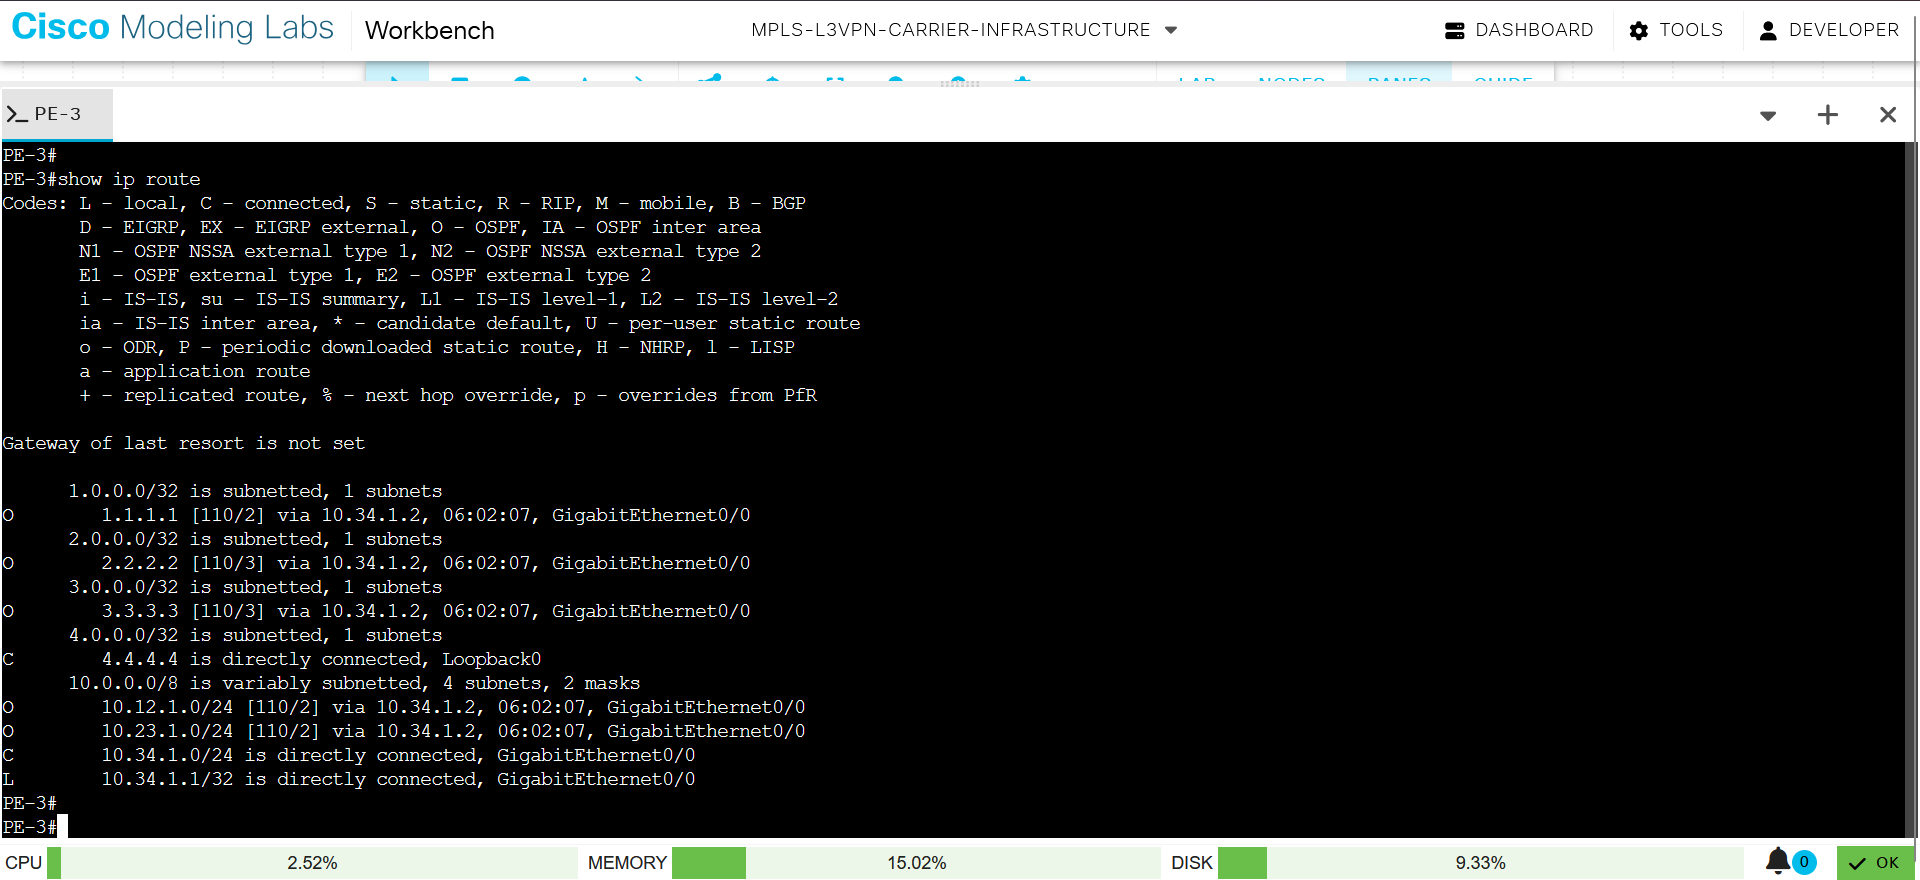 Cisco Modeling Labs Workbench MPLS-L3VPN-CARRIER-INFRASTRUCTURE DASHBOARD TOOLS DEVELOPER
LAB NODES PANES GUIDE
PE-3
PE-3#
PE-3#show ip route
Codes: L - local, C - connected, S - static, R - RIP, M - mobile, B - BGP
D - EIGRP, EX - EIGRP external, O - OSPF, IA - OSPF inter area
N1 - OSPF NSSA external type 1, N2 - OSPF NSSA external type 2
E1 - OSPF external type 1, E2 - OSPF external type 2
i - IS-IS, su - IS-IS summary, L1 - IS-IS level-1, L2 - IS-IS level-2
ia - IS-IS inter area, * - candidate default, U - per-user static route
o - ODR, P - periodic downloaded static route, H - NHRP, l - LISP
a - application route
+ - replicated route, % - next hop override, p - overrides from PfR
Gateway of last resort is not set
1.0.0.0/32 is subnetted, 1 subnets
O 1.1.1.1 [110/2] via 10.34.1.2, 06:02:07, GigabitEthernet0/0
2.0.0.0/32 is subnetted, 1 subnets
O 2.2.2.2 [110/3] via 10.34.1.2, 06:02:07, GigabitEthernet0/0
3.0.0.0/32 is subnetted, 1 subnets
O 3.3.3.3 [110/3] via 10.34.1.2, 06:02:07, GigabitEthernet0/0
4.0.0.0/32 is subnetted, 1 subnets
C 4.4.4.4 is directly connected, Loopback0
10.0.0.0/8 is variably subnetted, 4 subnets, 2 masks
O 10.12.1.0/24 [110/2] via 10.34.1.2, 06:02:07, GigabitEthernet0/0
O 10.23.1.0/24 [110/2] via 10.34.1.2, 06:02:07, GigabitEthernet0/0
C 10.34.1.0/24 is directly connected, GigabitEthernet0/0
L 10.34.1.1/32 is directly connected, GigabitEthernet0/0
PE-3#
PE-3#
CPU 2.52% MEMORY 15.02% DISK 9.33% 0 OK